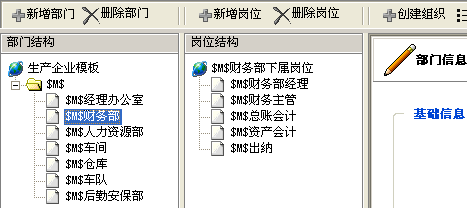 新增部门 删除部门 新增岗位 删除岗位 创建组织
部门结构
生产企业模板
$M$
$M$经理办公室
$M$财务部
$M$人力资源部
$M$车间
$M$仓库
$M$车队
$M$后勤安保部
岗位结构
$M$财务部下属岗位
$M$财务部经理
$M$财务主管
$M$总账会计
$M$资产会计
$M$出纳
部门信息
基础信息